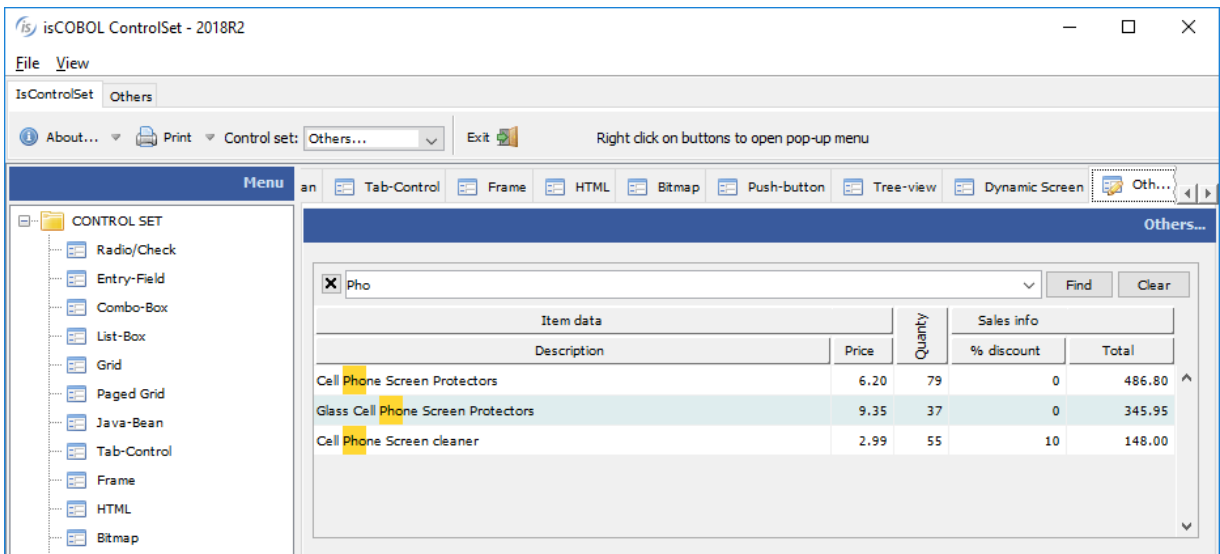 isCOBOL ControlSet - 2018R2
File View
IsControlSet Others
About... Print Control set: Others... Exit Right click on buttons to open pop-up menu
Menu
CONTROL SET
Radio/Check
Entry-Field
Combo-Box
List-Box
Grid
Paged Grid
Java-Bean
Tab-Control
Frame
HTML
Bitmap
an Tab-Control Frame HTML Bitmap Push-button Tree-view Dynamic Screen Oth...
Others...
Pho Find Clear
Item data Quanty Sales info
Description Price % discount Total
Cell Phone Screen Protectors 6.20 79 0 486.80
Glass Cell Phone Screen Protectors 9.35 37 0 345.95
Cell Phone Screen cleaner 2.99 55 10 148.00